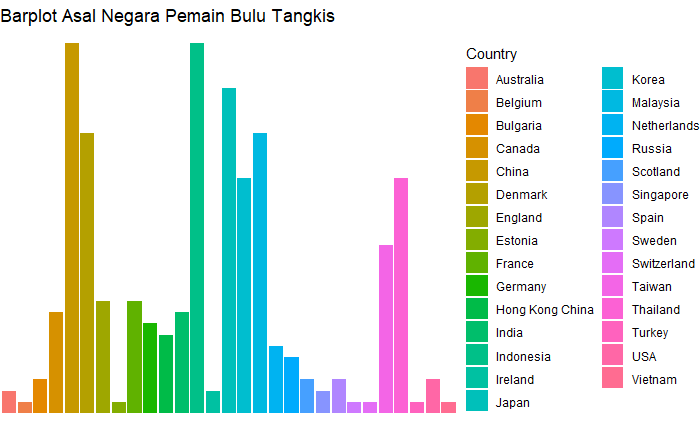 Barplot Asal Negara Pemain Bulu Tangkis
Country
Australia
Belgium
Bulgaria
Canada
China
Denmark
England
Estonia
France
Germany
Hong Kong China
India
Indonesia
Ireland
Japan
Korea
Malaysia
Netherlands
Russia
Scotland
Singapore
Spain
Sweden
Switzerland
Taiwan
Thailand
Turkey
USA
Vietnam